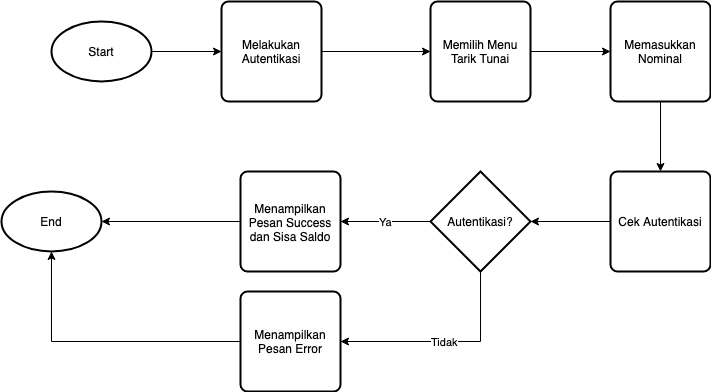 Start
Melakukan
Autentikasi
Memilih Menu
Tarik Tunai
Memasukkan
Nominal
Cek Autentikasi
Autentikasi?
Ya
Menampilkan
Pesan Success
dan Sisa Saldo
End
Tidak
Menampilkan
Pesan Error